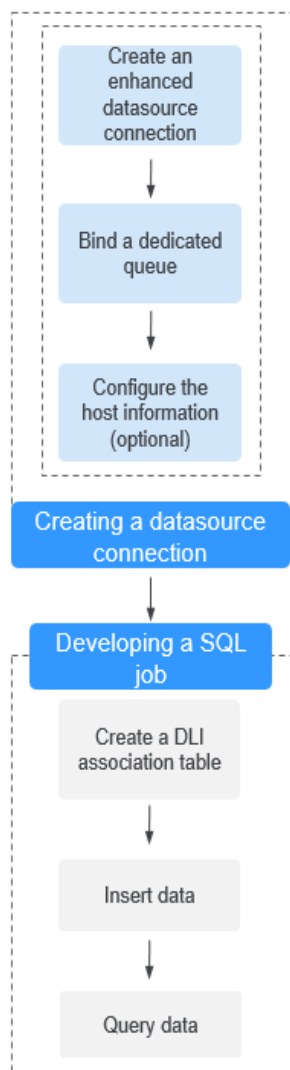 Create an
enhanced
datasource
connection
Bind a dedicated
queue
Configure the
host information
(optional)
Creating a datasource
connection
Developing a SQL
job
Create a DLI
association table
Insert data
Query data